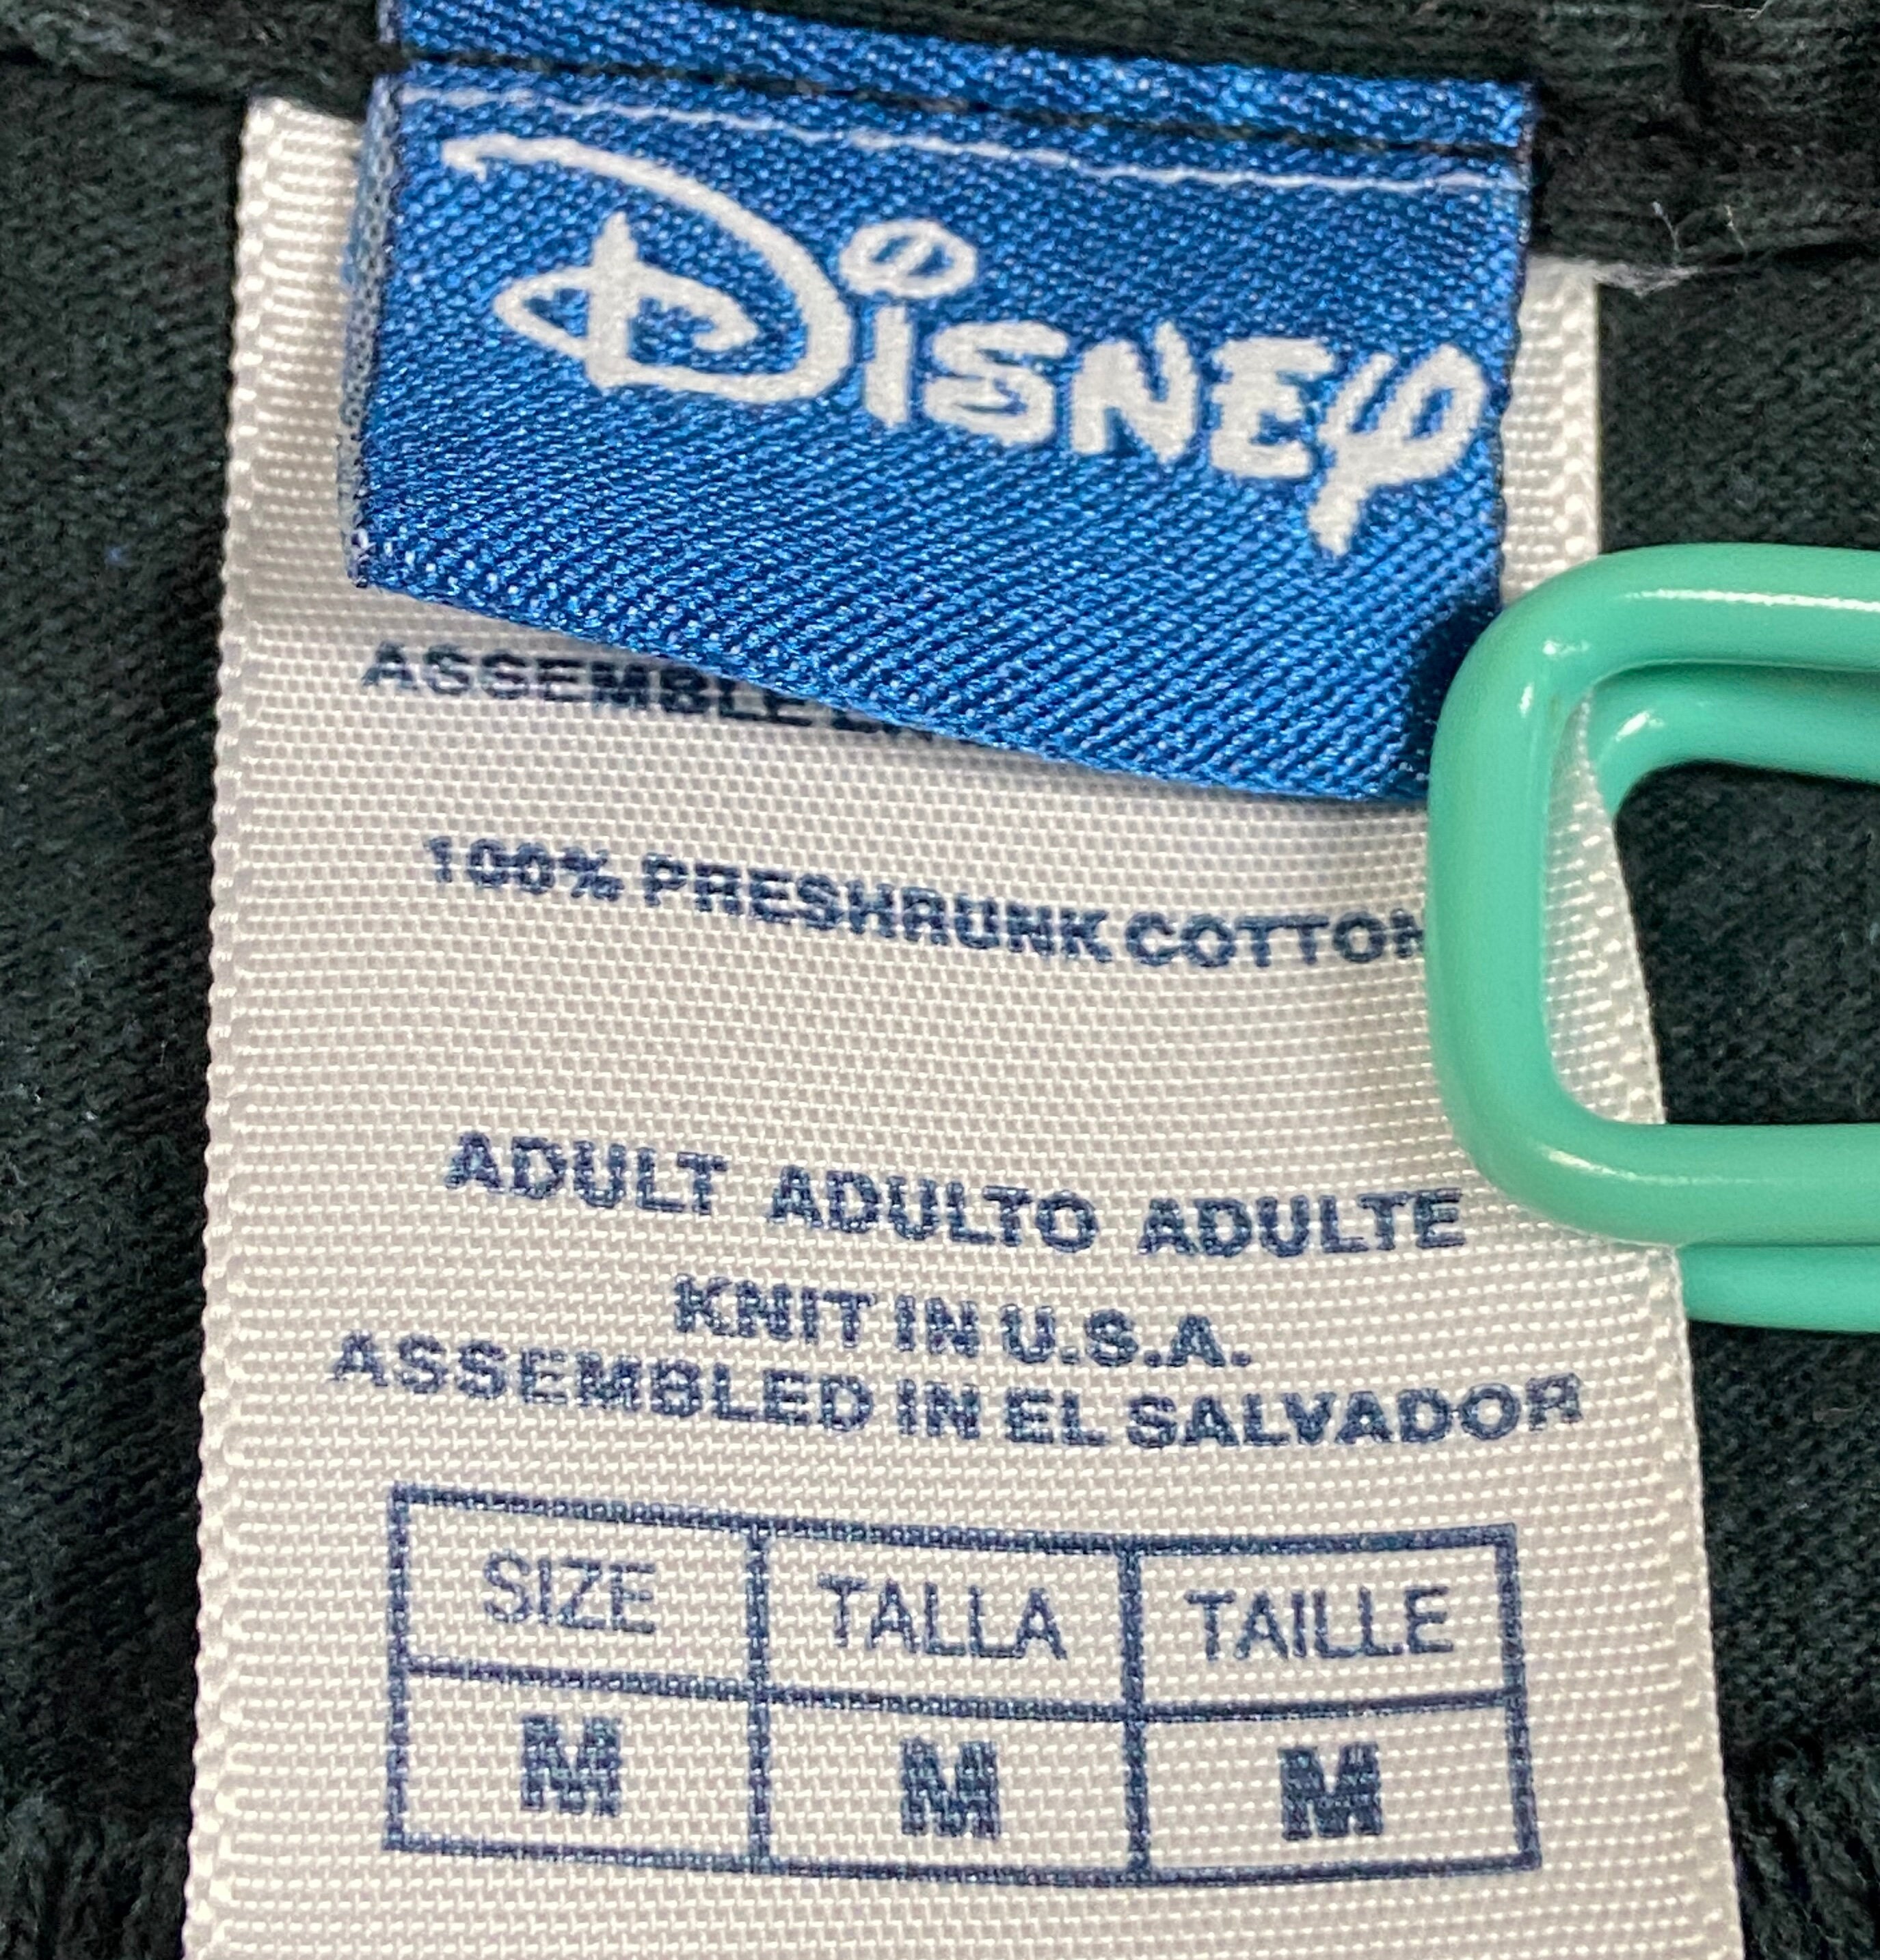 Disney
100% PRESHRUNK COTTON
ADULT ADULTO ADULTE
KNIT IN U.S.A.
ASSEMBLED IN EL SALVADOR
SIZE TALLA TAILLE
M M M